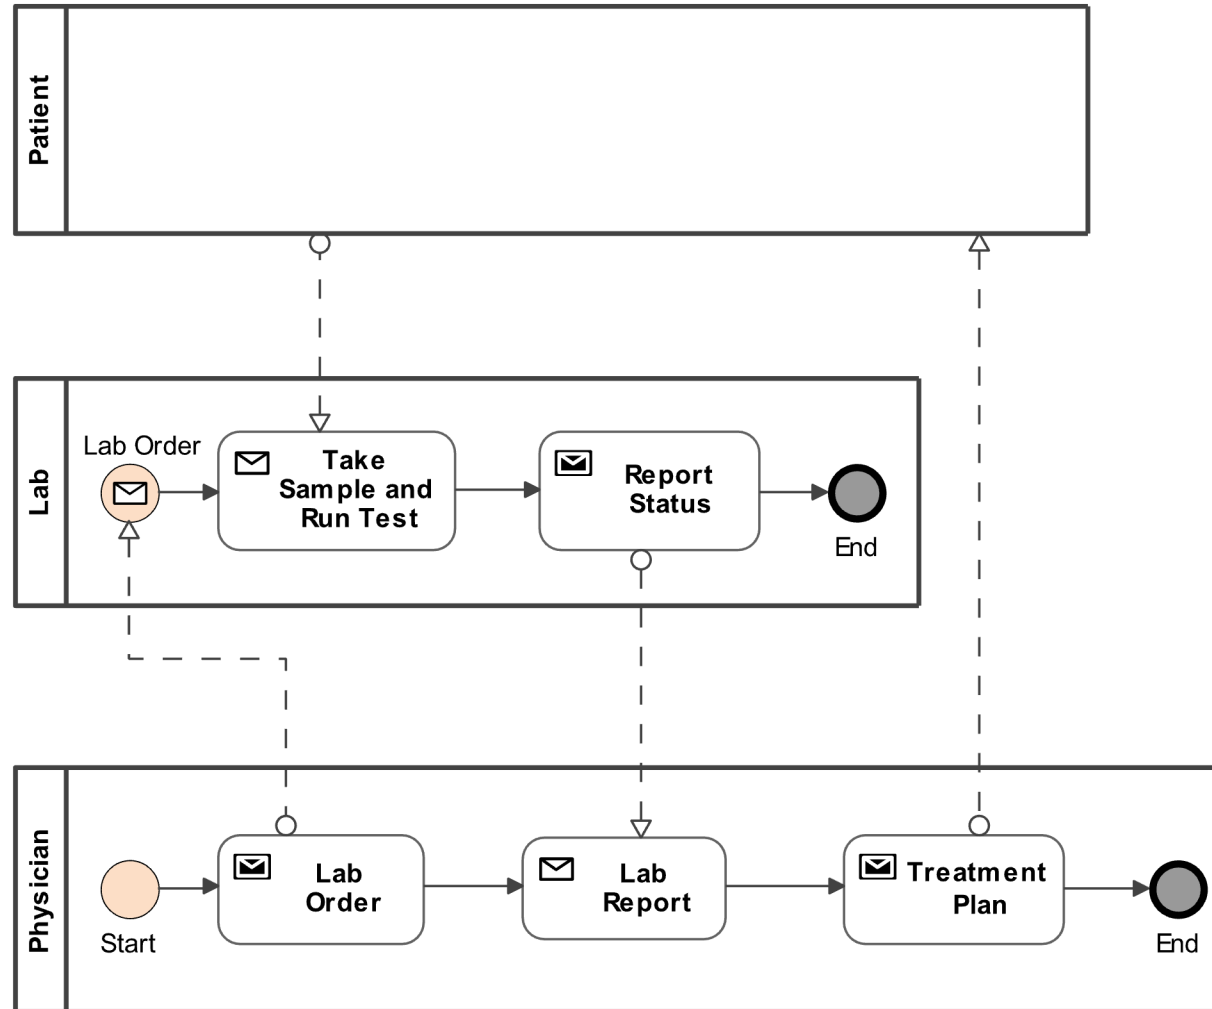 Patient
Lab
Lab Order
Take
Sample and
Run Test
Report
Status
End
Physician
Start
Lab
Order
Lab
Report
Treatment
Plan
End